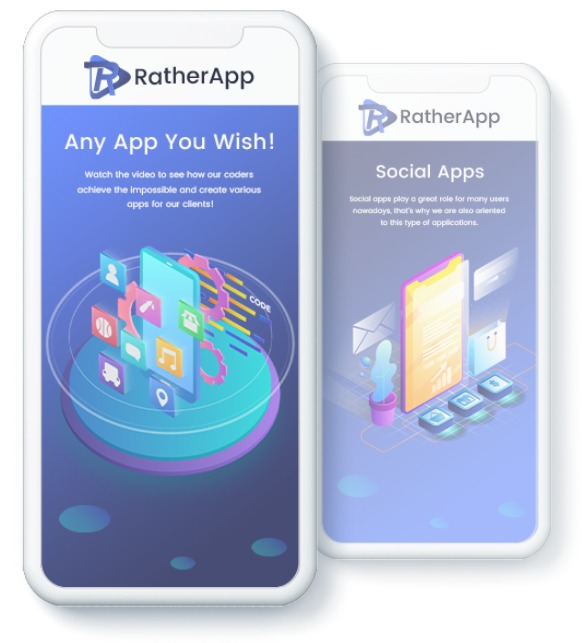 RatherApp
Any App You Wish!
Watch the video to see how our coders
achieve the impossible and create various
apps for our clients!
CODE
RatherApp
Social Apps
Social apps play a great role for many users
nowadays, that's why we are also oriented
to this type of applications.